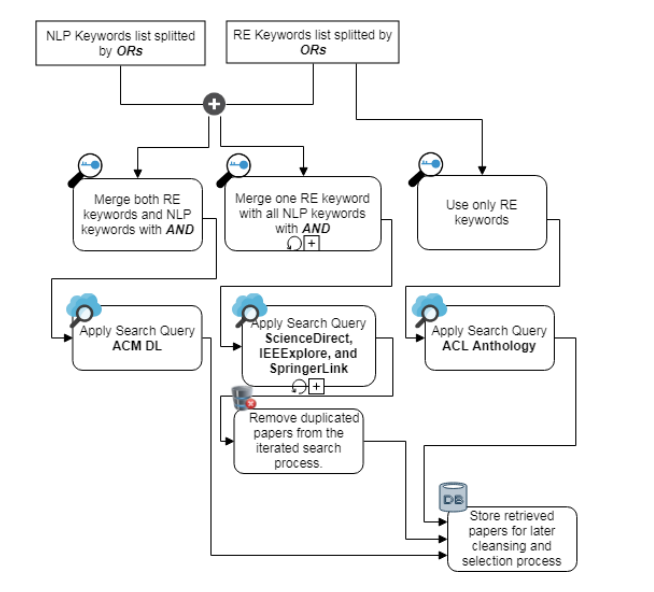 NLP Keywords list splitted
by ORs
RE Keywords list splitted by
ORs
Merge both RE
keywords and NLP
keywords with AND
Merge one RE keyword
with all NLP keywords
with AND
Use only RE
keywords
Apply Search Query
ACM DL
Apply Search Query
ScienceDirect,
IEEExplore, and
SpringerLink
Apply Search Query
ACL Anthology
Remove duplicated
papers from the
iterated search
process.
DB
Store retrieved
papers for later
cleansing and
selection process